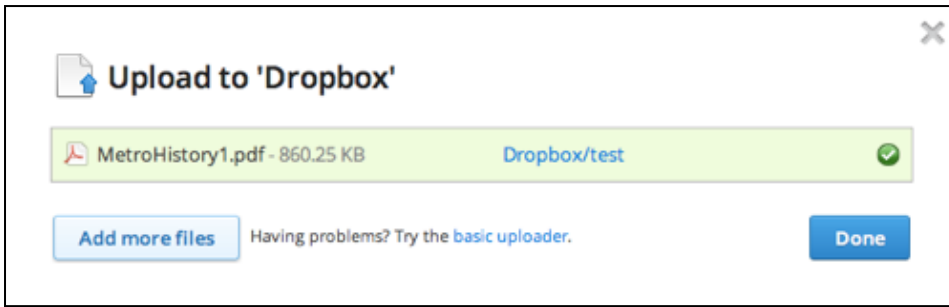 Upload to 'Dropbox'
MetroHistory1.pdf - 860.25 KB Dropbox/test
Add more files Having problems? Try the basic uploader. Done